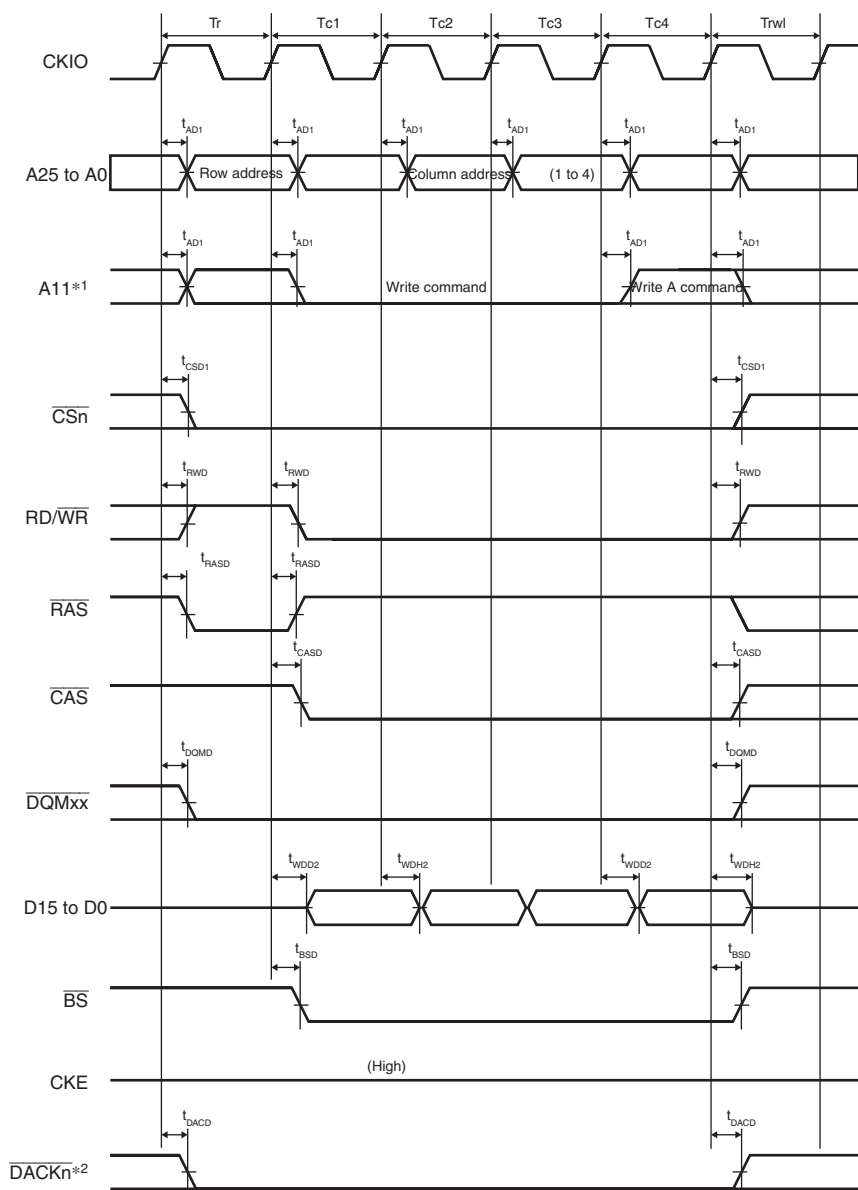 Tr Tc1 Tc2 Tc3 Tc4 Trwl
CKIO
tAD1 tAD1 tAD1 tAD1 tAD1 tAD1
A25 to A0 Row address Column address (1 to 4)
tAD1 tAD1 tAD1 tAD1
A11*1 Write command Write A command
tCSD1 tCSD1
CSn
tRWD tRWD tRWD
RD/WR
tRASD tRASD
RAS
tCASD tCASD
CAS
tDQMD tDQMD
DQMxx
tWDD2 tWDH2 tWDD2 tWDH2
D15 to D0
tBSD tBSD
BS
(High)
CKE
tDACD tDACD
DACKn*2